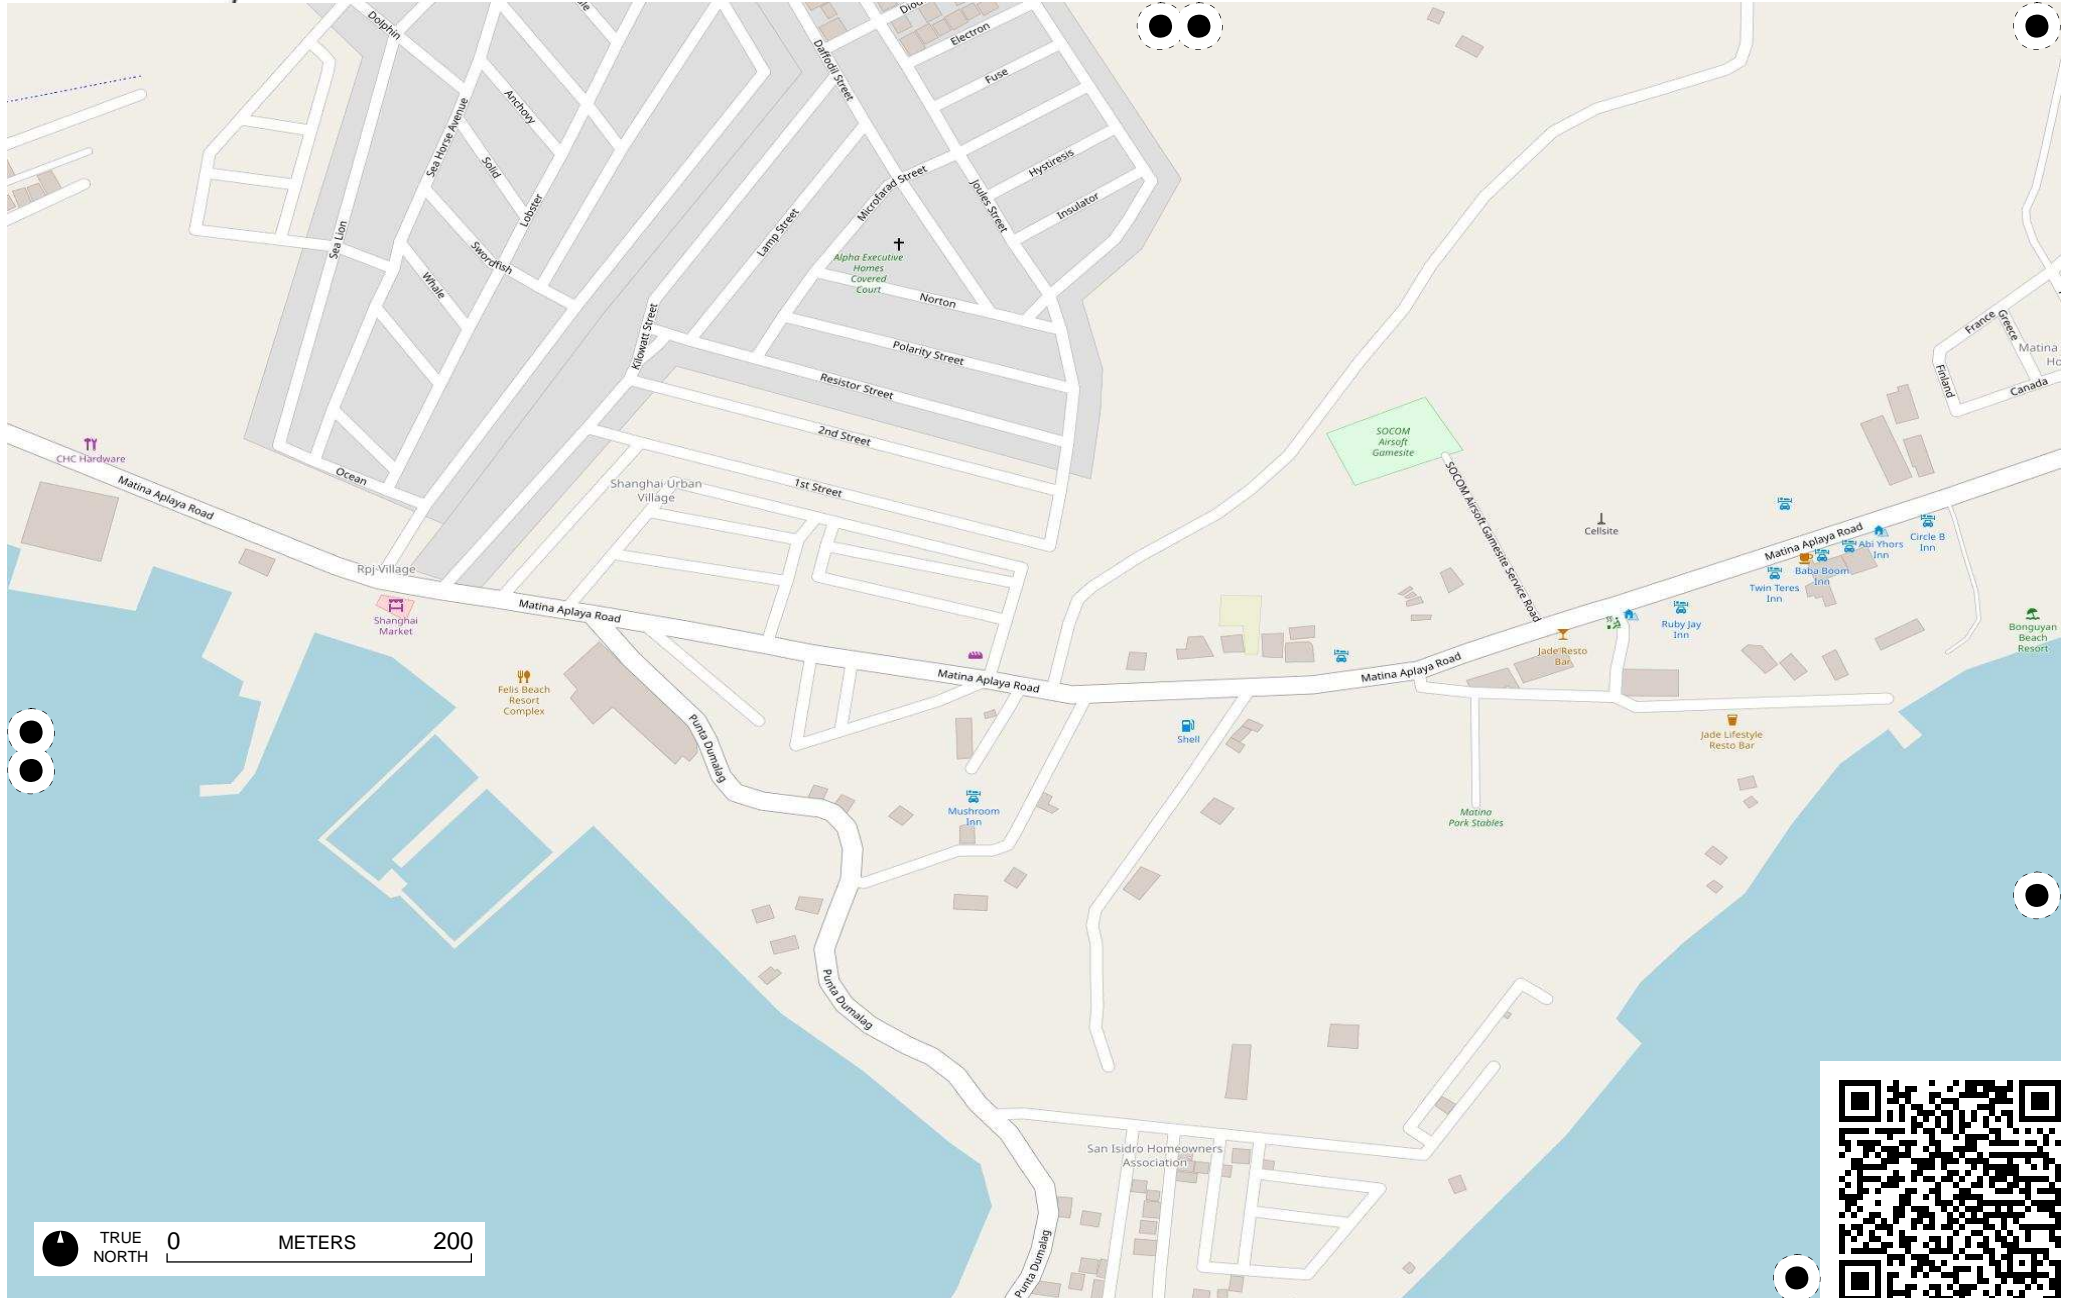 Dolphin
Daffodil Street
Electron
Fuse
Anchovy
Sea Horse Avenue
Solid
Lobster
Microfarad Street
Joules Street
Hystiresis
Insulator
Sea Lion
Swordfish
Whale
Lamp Street
Alpha Executive
Homes
Covered
Court
Norton
Kilowatt Street
Polarity Street
Resistor Street
2nd Street
1st Street
Shanghai Urban
Village
France
Greece
Matina
Ho
Finland
Canada
SOCOM
Airsoft
Gamesite
SOCOM Airsoft Gamesite Service Road
Cellsite
CHC Hardware
Matina Aplaya Road
Ocean
Rpj Village
Shanghai
Market
Matina Aplaya Road
Matina Aplaya Road
Matina Aplaya Road
Matina Aplaya Road
Abi Yhors
Inn
Circle B
Inn
Baba Boom
Inn
Twin Teres
Inn
Ruby Jay
Inn
Jade Resto
Bar
Bonguyan
Beach
Resort
Felis Beach
Resort
Complex
Punta Dumalag
Shell
Jade Lifestyle
Resto Bar
Mushroom
Inn
Matina
Park Stables
Punta Dumalag
San Isidro Homeowners
Association
Punta Dumalag
TRUE
NORTH
0 METERS 200